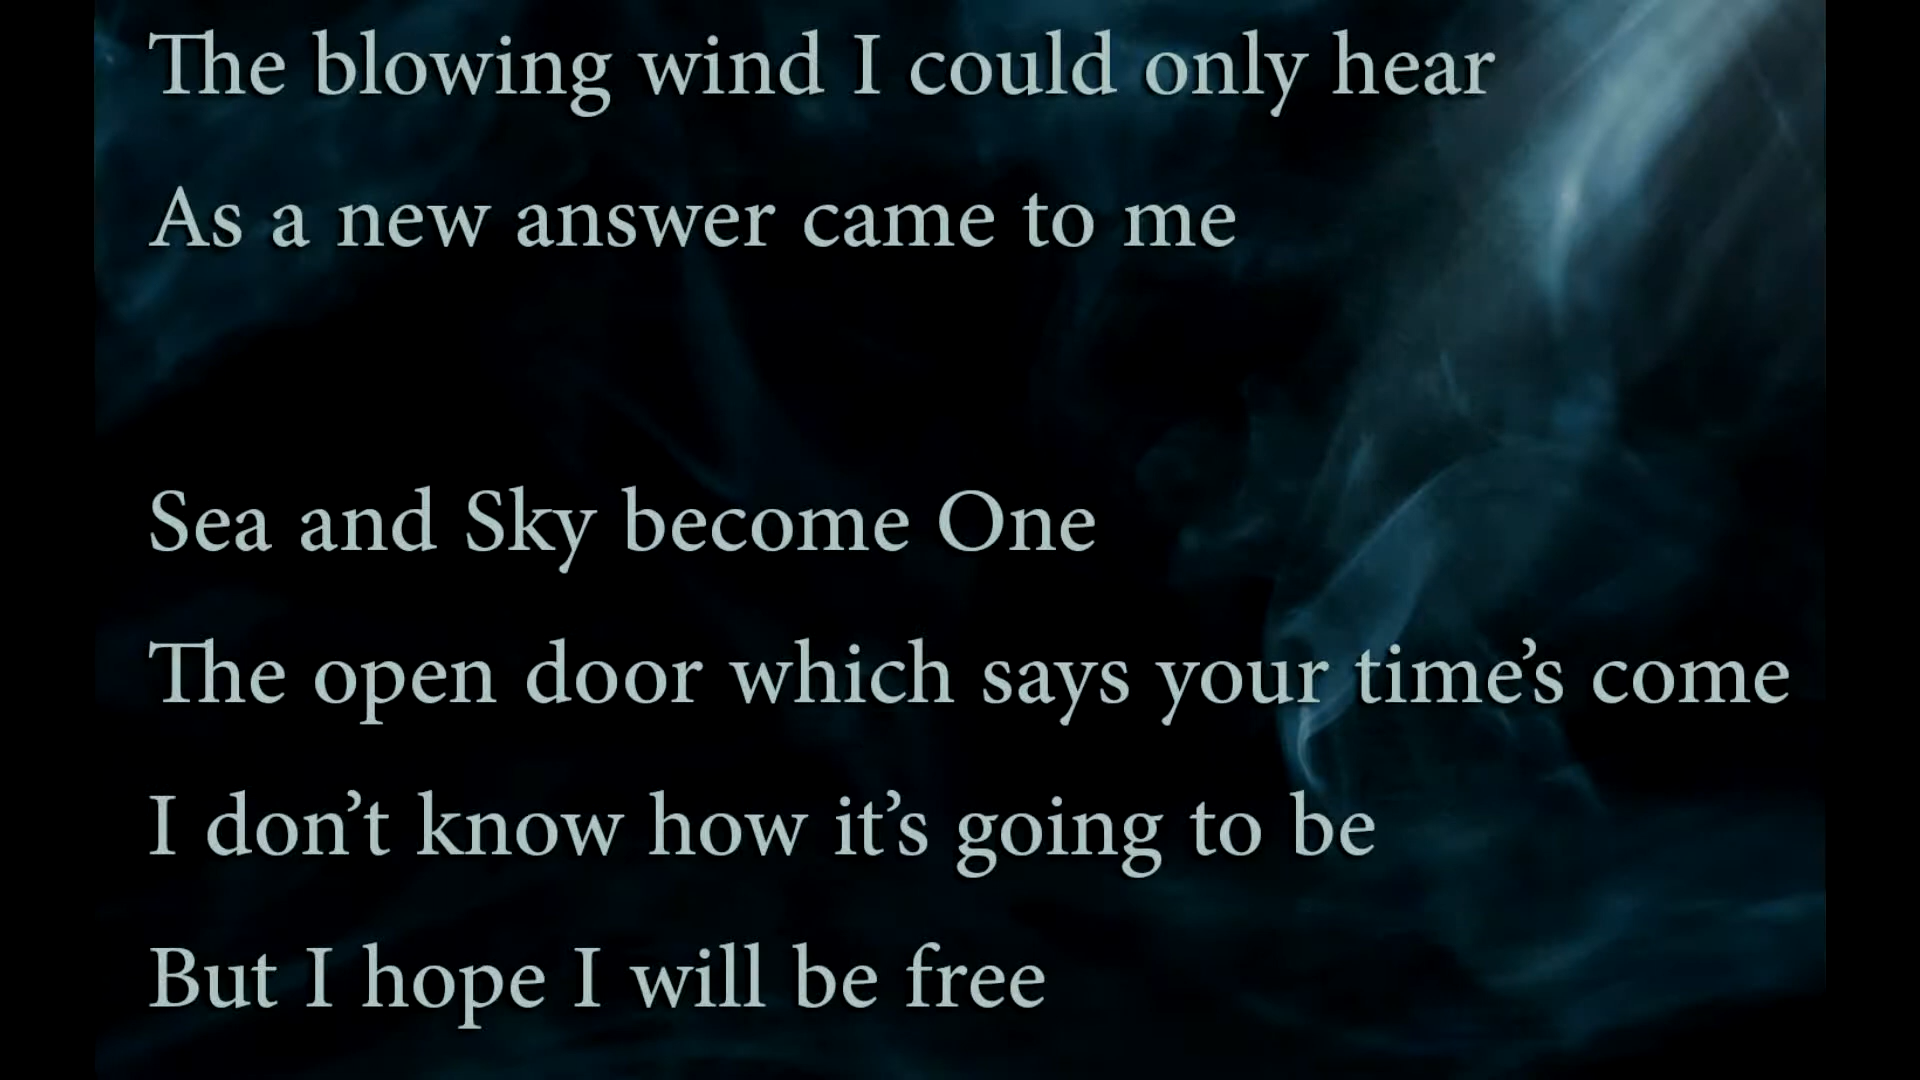 The blowing wind I could only hear
As a new answer came to me
Sea and Sky become One
The open door which says your time’s come
I don’t know how it’s going to be
But I hope I will be free